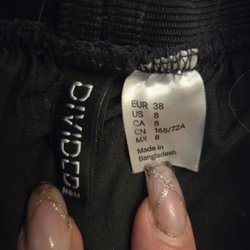 DIVIDED
H&M
EUR 38
US 8
CA 8
CN 165/72A
MX 8
Made in
Bangladesh